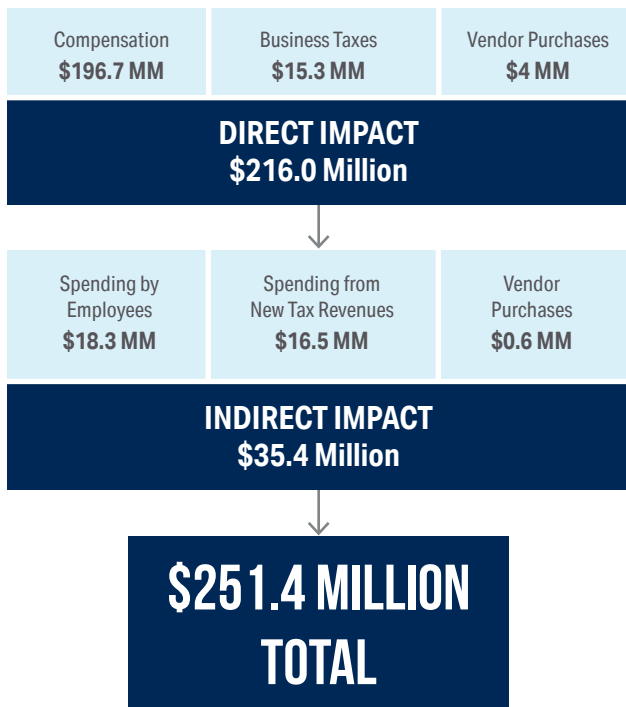 Compensation
$196.7 MM
Business Taxes
$15.3 MM
Vendor Purchases
$4 MM
DIRECT IMPACT
$216.0 Million
Spending by
Employees
$18.3 MM
Spending from
New Tax Revenues
$16.5 MM
Vendor
Purchases
$0.6 MM
INDIRECT IMPACT
$35.4 Million
$251.4 MILLION
TOTAL